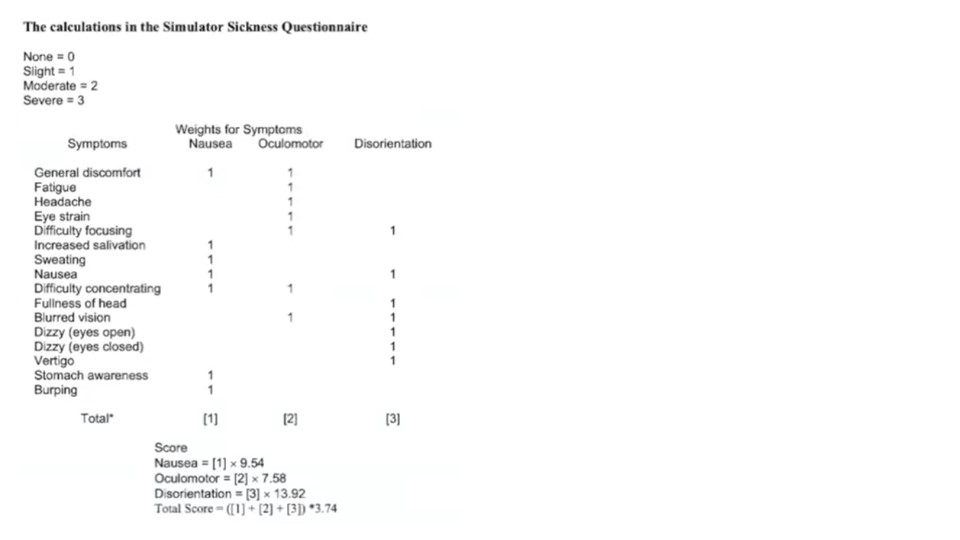 The calculations in the Simulator Sickness Questionnaire
None = 0
Slight = 1
Moderate = 2
Severe = 3
Weights for Symptoms
Symptoms Nausea Oculomotor Disorientation
General discomfort 1 1
Fatigue 1
Headache 1
Eye strain 1
Difficulty focusing 1 1
Increased salivation 1
Sweating 1
Nausea 1 1
Difficulty concentrating 1 1
Fullness of head 1
Blurred vision 1 1
Dizzy (eyes open) 1
Dizzy (eyes closed) 1
Vertigo 1
Stomach awareness 1
Burping 1
Total* [1] [2] [3]
Score
Nausea = [1] × 9.54
Oculomotor = [2] × 7.58
Disorientation = [3] × 13.92
Total Score = ([1] + [2] + [3]) *3.74